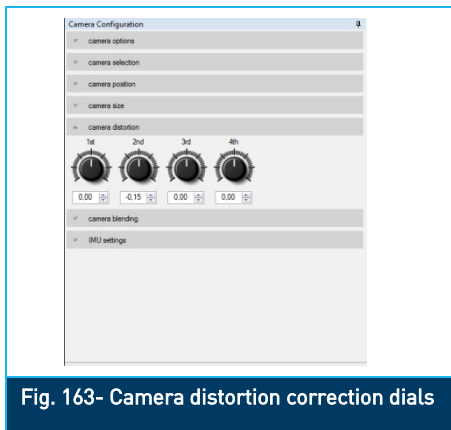 Camera Configuration
camera options
camera selection
camera position
camera size
camera distortion
1st 2nd 3rd 4th
0,00 -0,15 0,00 0,00
camera blending
IMU settings
Fig. 163- Camera distortion correction dials